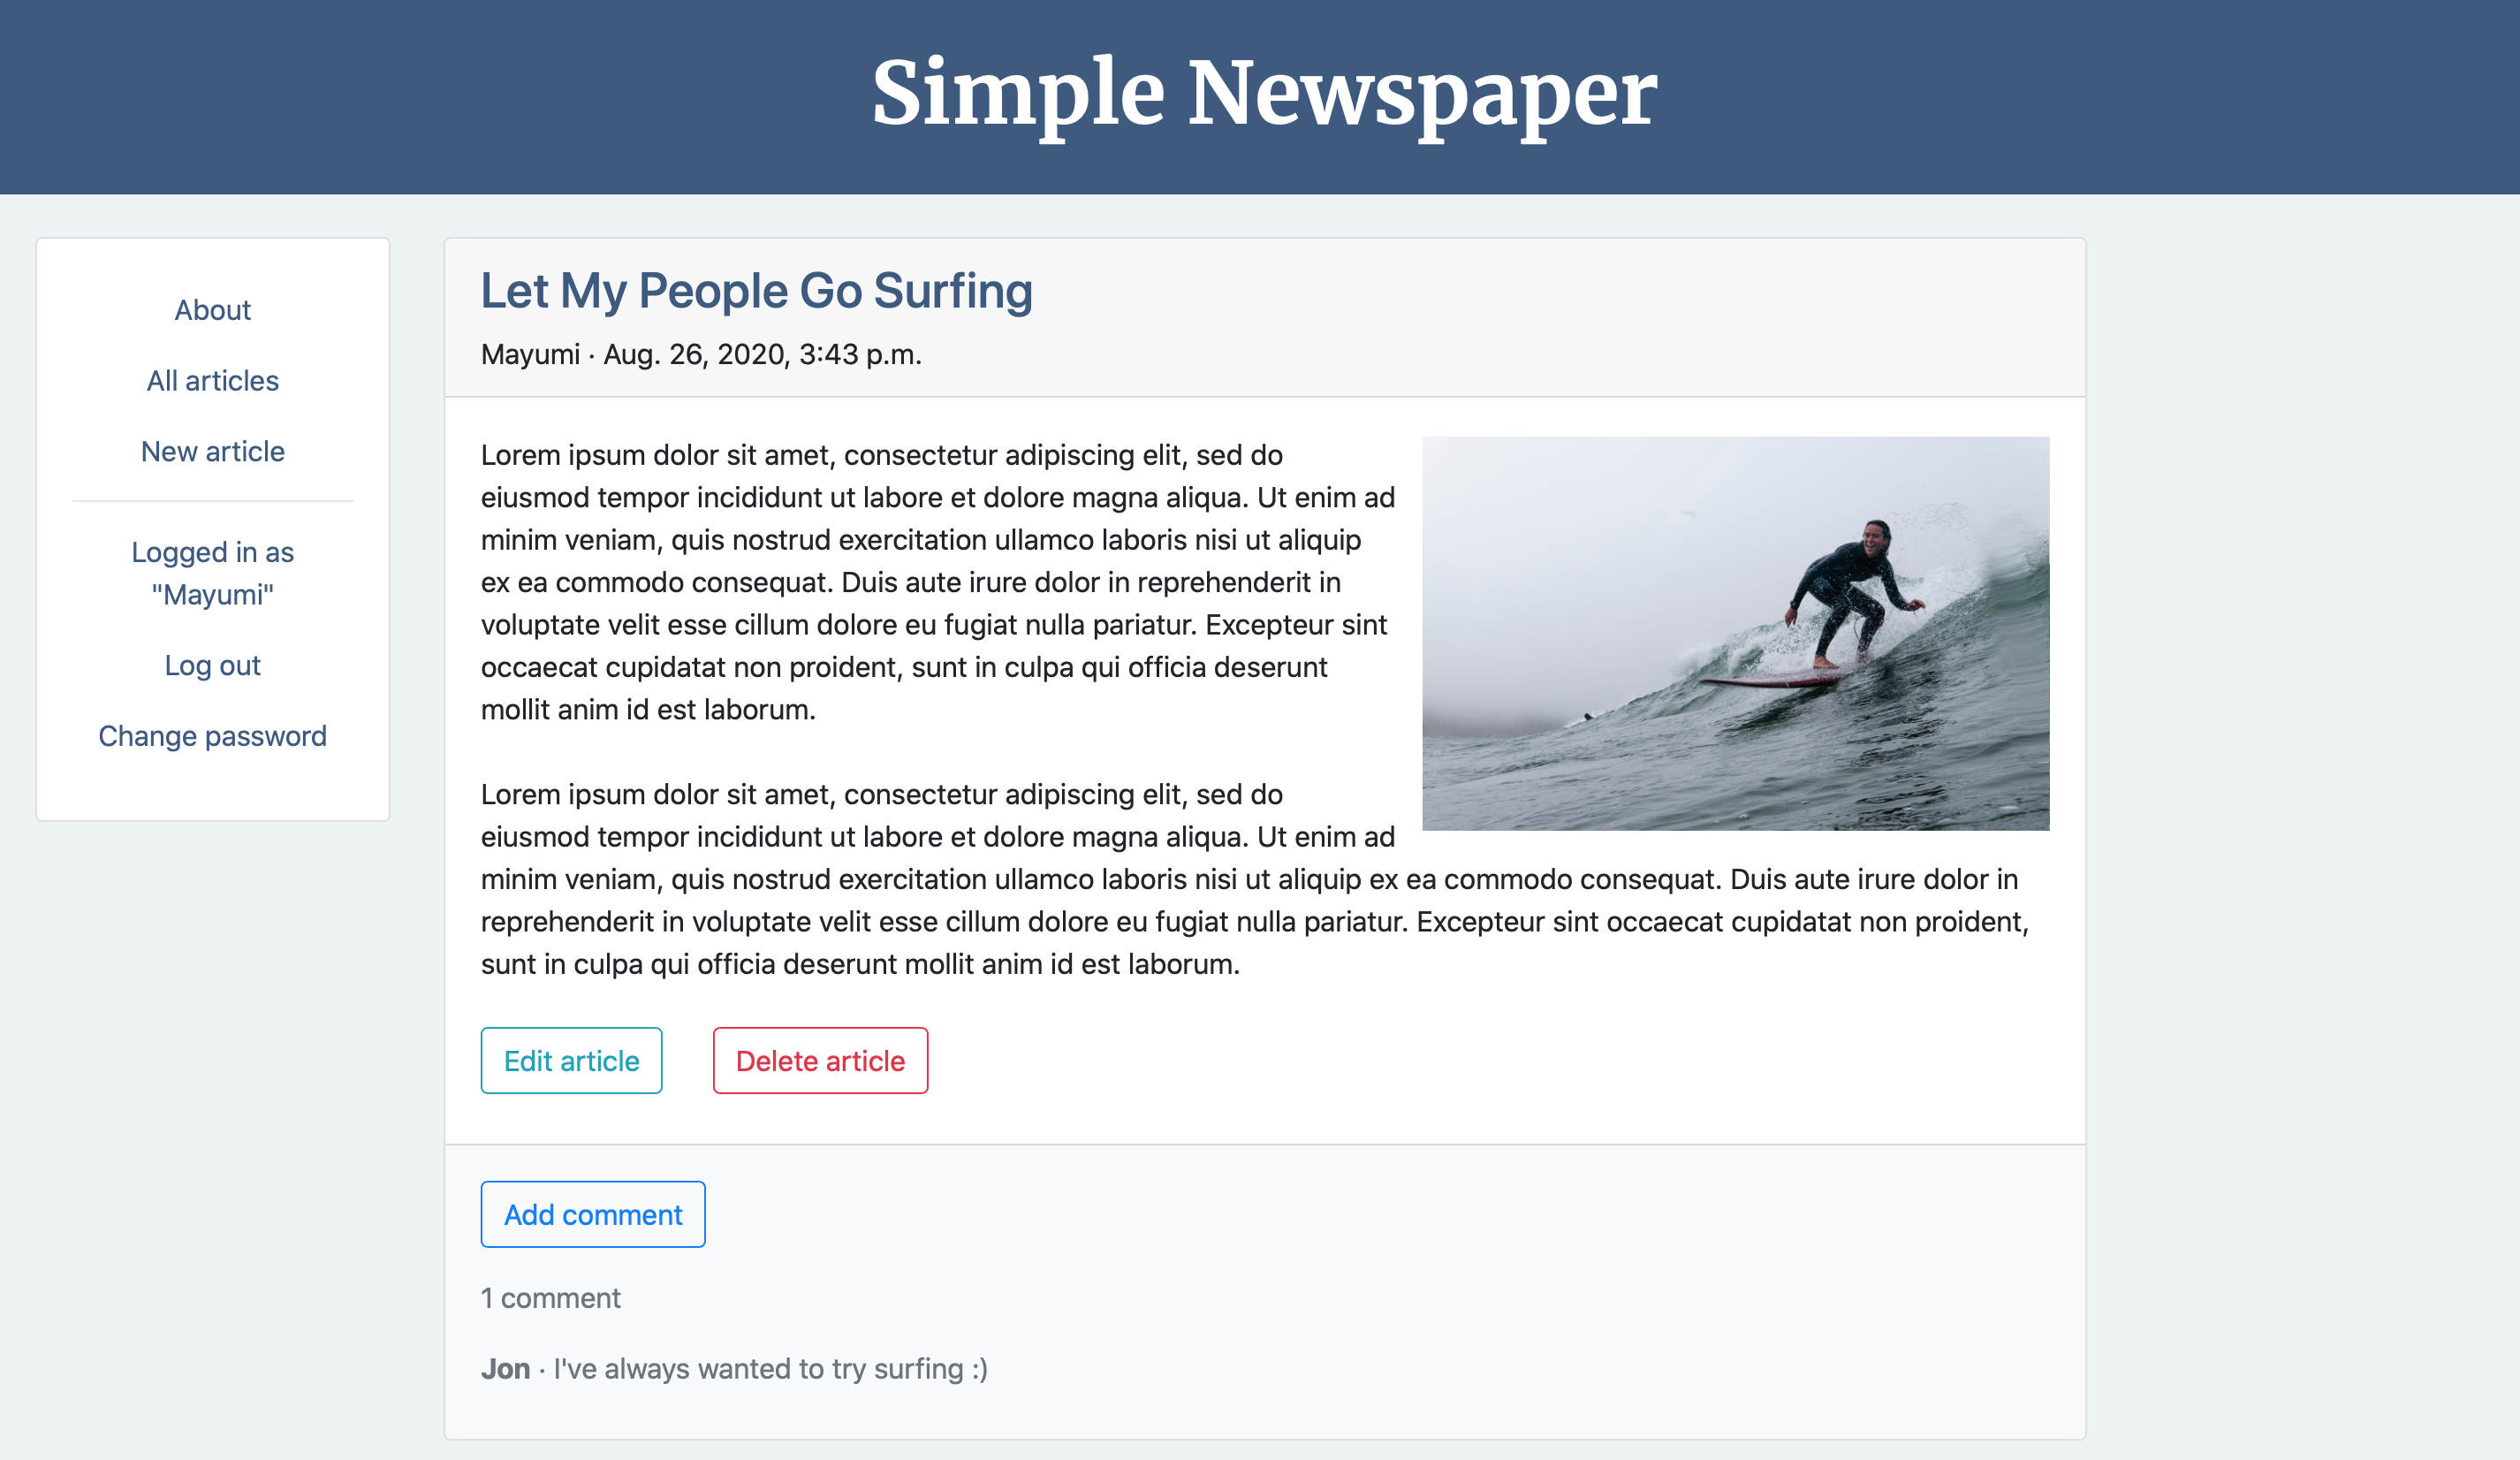 Simple Newspaper
About
All articles
New article
Logged in as
"Mayumi"
Log out
Change password
Let My People Go Surfing
Mayumi · Aug. 26, 2020, 3:43 p.m.
Lorem ipsum dolor sit amet, consectetur adipiscing elit, sed do
eiusmod tempor incididunt ut labore et dolore magna aliqua. Ut enim ad
minim veniam, quis nostrud exercitation ullamco laboris nisi ut aliquip
ex ea commodo consequat. Duis aute irure dolor in reprehenderit in
voluptate velit esse cillum dolore eu fugiat nulla pariatur. Excepteur sint
occaecat cupidatat non proident, sunt in culpa qui officia deserunt
mollit anim id est laborum.
Lorem ipsum dolor sit amet, consectetur adipiscing elit, sed do
eiusmod tempor incididunt ut labore et dolore magna aliqua. Ut enim ad
minim veniam, quis nostrud exercitation ullamco laboris nisi ut aliquip ex ea commodo consequat. Duis aute irure dolor in
reprehenderit in voluptate velit esse cillum dolore eu fugiat nulla pariatur. Excepteur sint occaecat cupidatat non proident,
sunt in culpa qui officia deserunt mollit anim id est laborum.
Edit article
Delete article
Add comment
1 comment
Jon · I've always wanted to try surfing :)